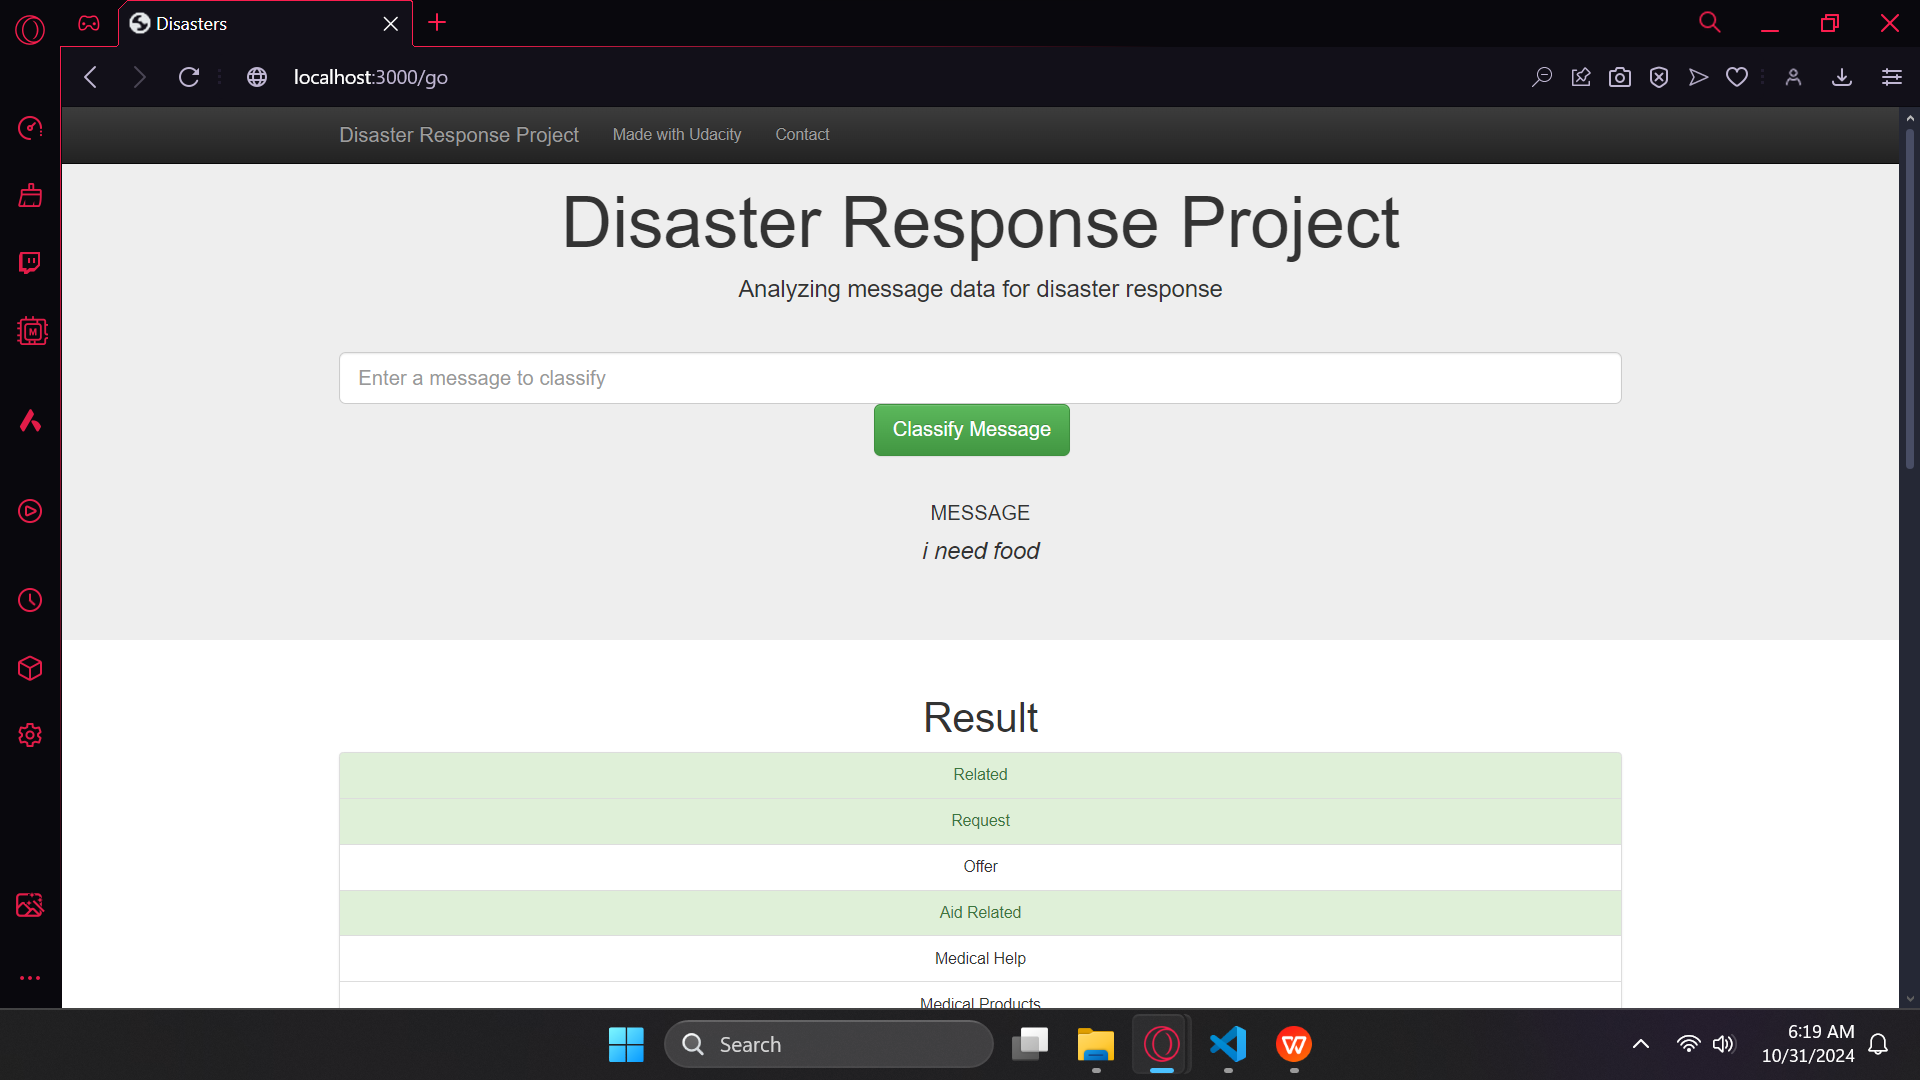 Disasters
localhost:3000/go
Disaster Response Project Made with Udacity Contact
Disaster Response Project
Analyzing message data for disaster response
Enter a message to classify
Classify Message
MESSAGE
i need food
Result
Related
Request
Offer
Aid Related
Medical Help
Medical Products
Search
6:19 AM
10/31/2024